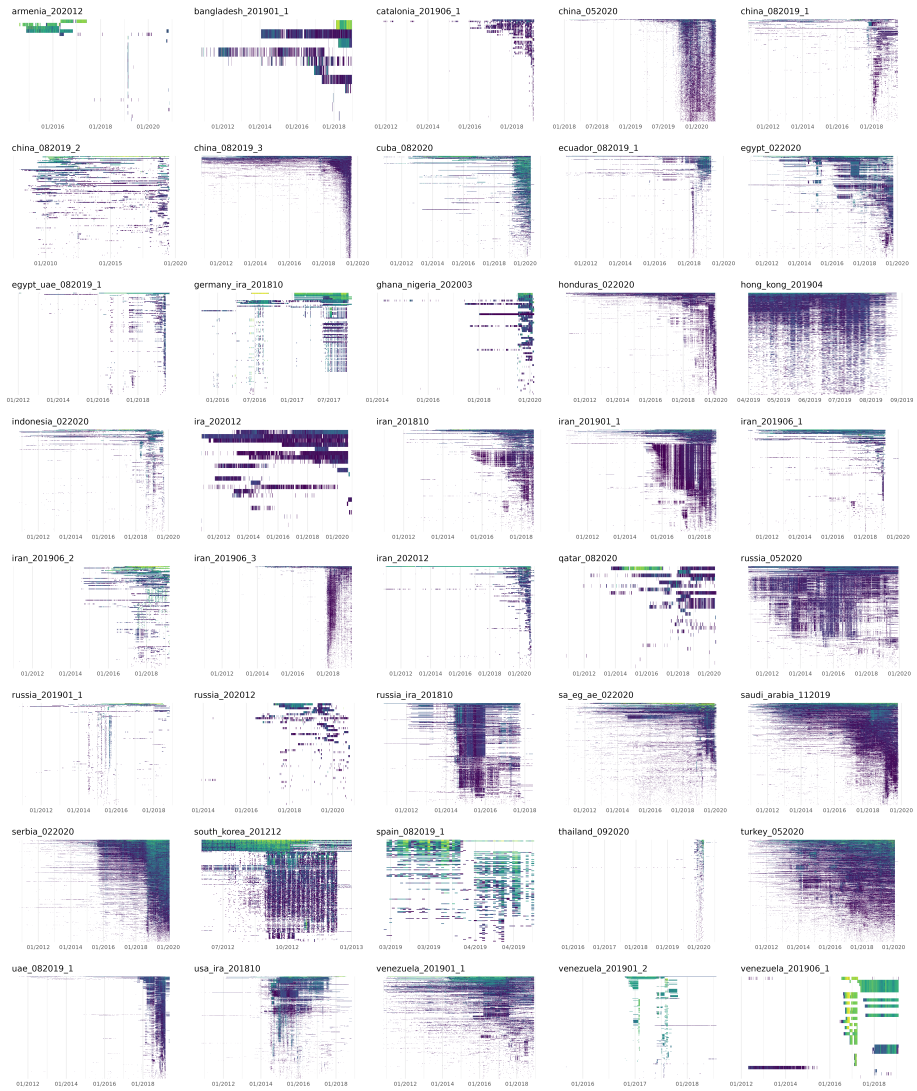 armenia_202012
bangladesh_201901_1
catalonia_201906_1
china_052020
china_082019_1
01/2016 01/2018 01/2020
01/2012 01/2014 01/2016 01/2018
01/2012 01/2014 01/2016 01/2018
01/2018 07/2018 01/2019 07/2019 01/2020
01/2012 01/2014 01/2016 01/2018
china_082019_2
china_082019_3
cuba_082020
ecuador_082019_1
egypt_022020
01/2010 01/2015 01/2020
01/2012 01/2014 01/2016 01/2018 01/2020
01/2012 01/2014 01/2016 01/2018 01/2020
01/2012 01/2014 01/2016 01/2018 01/2020
01/2012 01/2014 01/2016 01/2018 01/2020
egypt_uae_082019_1
germany_ira_201810
ghana_nigeria_202003
honduras_022020
hong_kong_201904
01/2012 01/2014 01/2016 01/2018
01/2016 07/2016 01/2017 07/2017
01/2014 01/2016 01/2018 01/2020
01/2012 01/2014 01/2016 01/2018 01/2020
04/2019 05/2019 06/2019 07/2019 08/2019 09/2019
indonesia_022020
ira_202012
iran_201810
iran_201901_1
iran_201906_1
01/2012 01/2014 01/2016 01/2018 01/2020
01/2012 01/2014 01/2016 01/2018 01/2020
01/2012 01/2014 01/2016 01/2018
01/2012 01/2014 01/2016 01/2018
01/2012 01/2014 01/2016 01/2018
iran_201906_2
iran_201906_3
iran_202012
qatar_082020
russia_052020
01/2012 01/2014 01/2016 01/2018
01/2012 01/2014 01/2016 01/2018
01/2012 01/2014 01/2016 01/2018 01/2020
01/2012 01/2014 01/2016 01/2018 01/2020
01/2012 01/2014 01/2016 01/2018 01/2020
russia_201901_1
russia_202012
russia_ira_201810
sa_eg_ae_022020
saudi_arabia_112019
01/2012 01/2014 01/2016 01/2018
01/2014 01/2016 01/2018 01/2020
01/2012 01/2014 01/2016 01/2018
01/2012 01/2014 01/2016 01/2018 01/2020
01/2012 01/2014 01/2016 01/2018 01/2020
serbia_022020
south_korea_201212
spain_082019_1
thailand_092020
turkey_052020
01/2012 01/2014 01/2016 01/2018 01/2020
07/2012 10/2012 01/2013
03/2019 03/2019 04/2019 04/2019
01/2016 01/2017 01/2018 01/2019 01/2020
01/2012 01/2014 01/2016 01/2018 01/2020
uae_082019_1
usa_ira_201810
venezuela_201901_1
venezuela_201901_2
venezuela_201906_1
01/2012 01/2014 01/2016 01/2018
01/2012 01/2014 01/2016 01/2018
01/2012 01/2014 01/2016 01/2018
01/2016 01/2017 01/2018
01/2012 01/2014 01/2016 01/2018